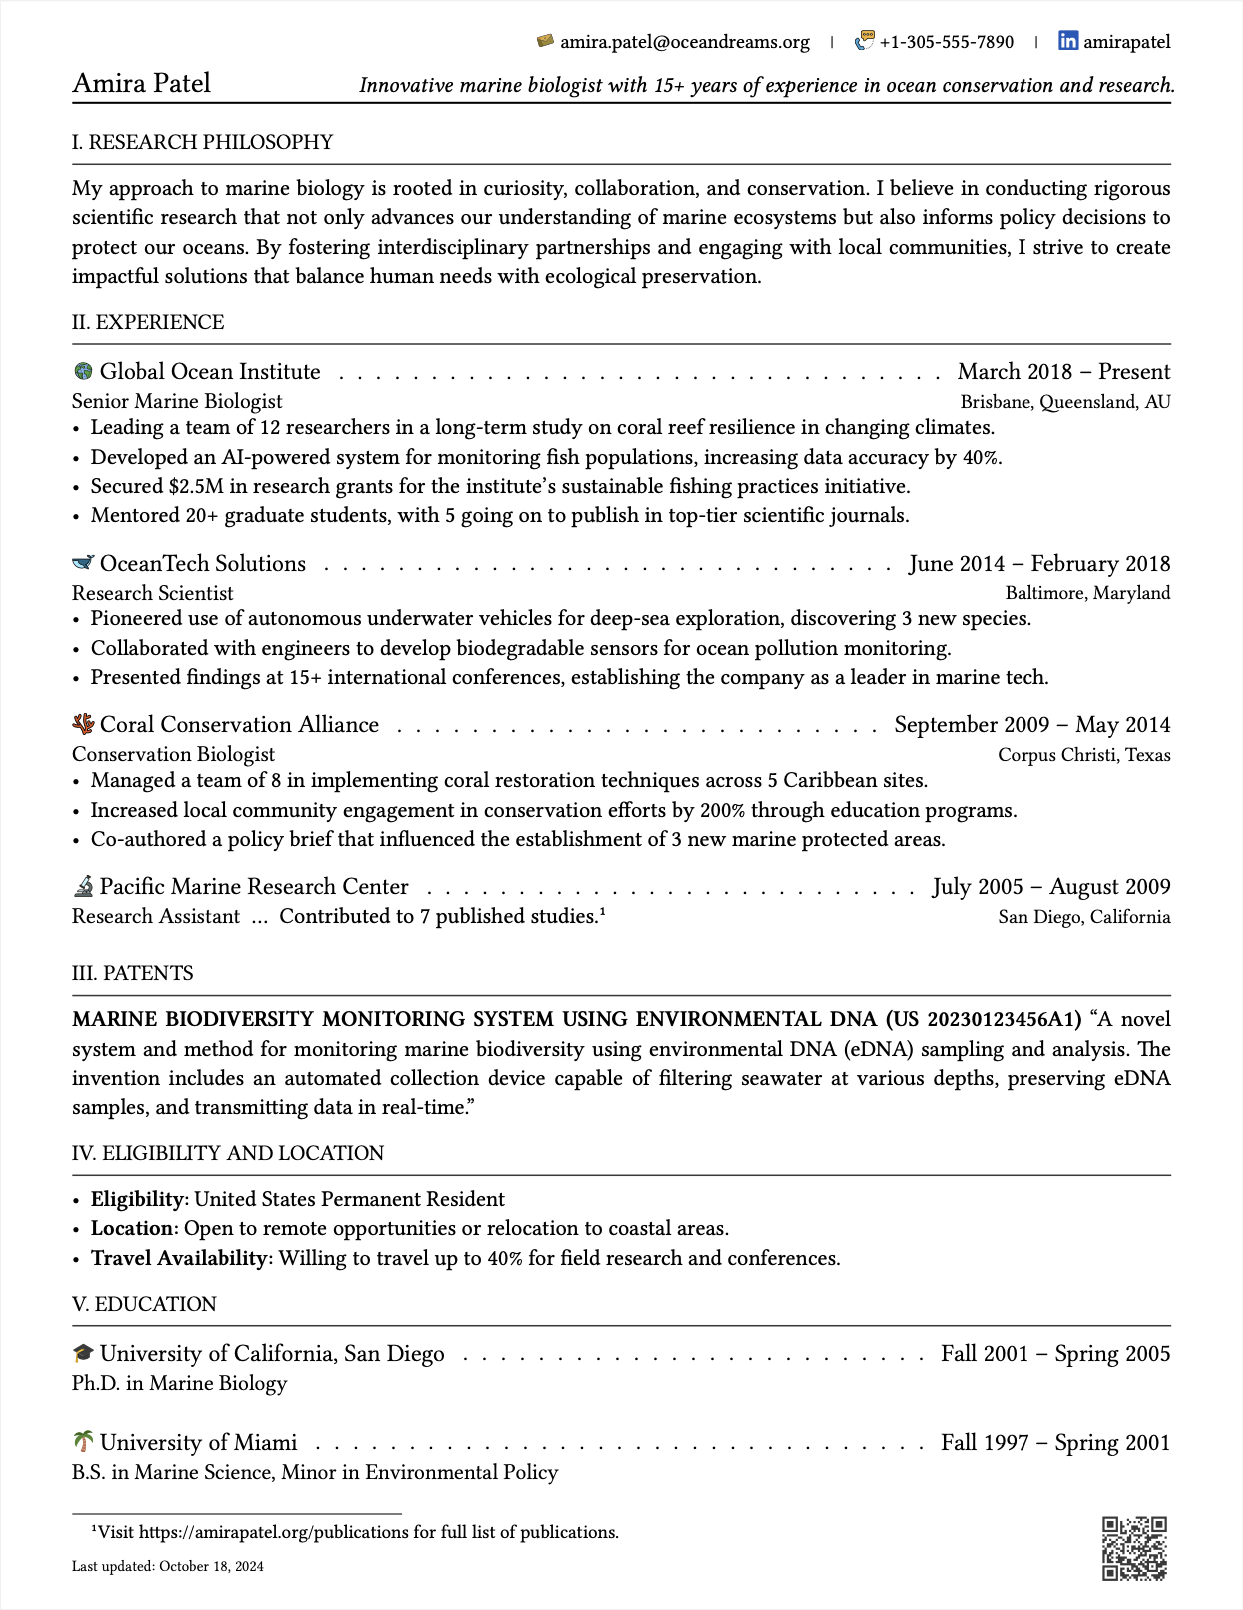 amira.patel@oceandreams.org | +1-305-555-7890 | amirapatel
Amira Patel Innovative marine biologist with 15+ years of experience in ocean conservation and research.
I. RESEARCH PHILOSOPHY
My approach to marine biology is rooted in curiosity, collaboration, and conservation. I believe in conducting rigorous
scientific research that not only advances our understanding of marine ecosystems but also informs policy decisions to
protect our oceans. By fostering interdisciplinary partnerships and engaging with local communities, I strive to create
impactful solutions that balance human needs with ecological preservation.
II. EXPERIENCE
Global Ocean Institute . . . . . . . . . . . . . . . . . . . . . . . . . . . . . . . . . March 2018 – Present
Senior Marine Biologist Brisbane, Queensland, AU
• Leading a team of 12 researchers in a long-term study on coral reef resilience in changing climates.
• Developed an AI-powered system for monitoring fish populations, increasing data accuracy by 40%.
• Secured $2.5M in research grants for the institute’s sustainable fishing practices initiative.
• Mentored 20+ graduate students, with 5 going on to publish in top-tier scientific journals.
OceanTech Solutions . . . . . . . . . . . . . . . . . . . . . . . . . . . . . . . June 2014 – February 2018
Research Scientist Baltimore, Maryland
• Pioneered use of autonomous underwater vehicles for deep-sea exploration, discovering 3 new species.
• Collaborated with engineers to develop biodegradable sensors for ocean pollution monitoring.
• Presented findings at 15+ international conferences, establishing the company as a leader in marine tech.
Coral Conservation Alliance . . . . . . . . . . . . . . . . . . . . . . . . . . September 2009 – May 2014
Conservation Biologist Corpus Christi, Texas
• Managed a team of 8 in implementing coral restoration techniques across 5 Caribbean sites.
• Increased local community engagement in conservation efforts by 200% through education programs.
• Co-authored a policy brief that influenced the establishment of 3 new marine protected areas.
Pacific Marine Research Center . . . . . . . . . . . . . . . . . . . . . . . . . . July 2005 – August 2009
Research Assistant … Contributed to 7 published studies.¹ San Diego, California
III. PATENTS
MARINE BIODIVERSITY MONITORING SYSTEM USING ENVIRONMENTAL DNA (US 20230123456A1) “A novel
system and method for monitoring marine biodiversity using environmental DNA (eDNA) sampling and analysis. The
invention includes an automated collection device capable of filtering seawater at various depths, preserving eDNA
samples, and transmitting data in real-time.”
IV. ELIGIBILITY AND LOCATION
• Eligibility: United States Permanent Resident
• Location: Open to remote opportunities or relocation to coastal areas.
• Travel Availability: Willing to travel up to 40% for field research and conferences.
V. EDUCATION
University of California, San Diego . . . . . . . . . . . . . . . . . . . . . . . . . Fall 2001 – Spring 2005
Ph.D. in Marine Biology
University of Miami . . . . . . . . . . . . . . . . . . . . . . . . . . . . . . . . . Fall 1997 – Spring 2001
B.S. in Marine Science, Minor in Environmental Policy
¹Visit https://amirapatel.org/publications for full list of publications.
Last updated: October 18, 2024